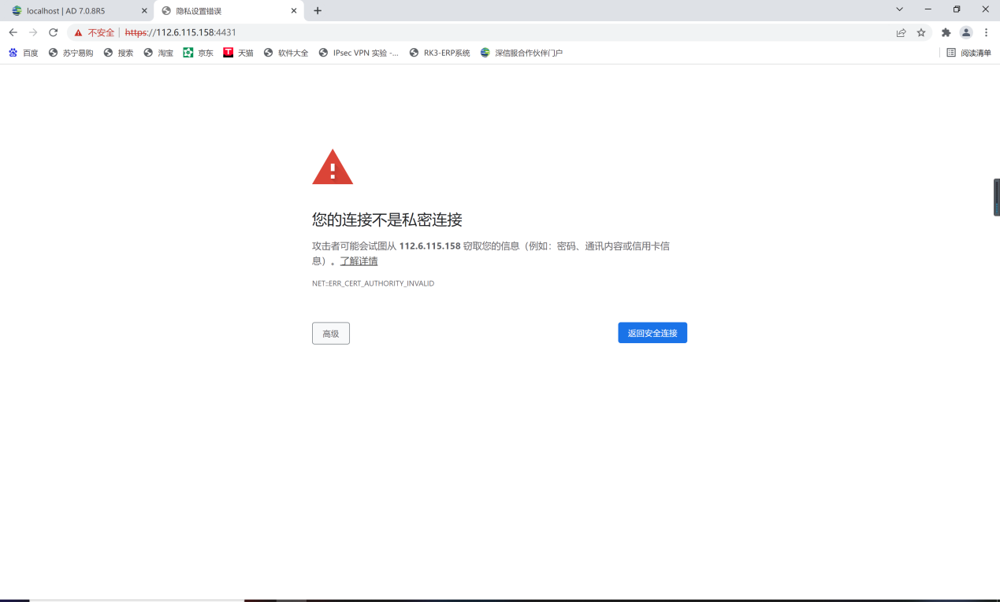 localhost | AD 7.0.8R5
隐私设置错误
不安全 | https://112.6.115.158:4431
百度 苏宁易购 搜索 淘宝 京东 天猫 软件大全 IPsec VPN 实验 -... RK3-ERP系统 深信服合作伙伴门户 阅读清单
您的连接不是私密连接
攻击者可能会试图从 112.6.115.158 窃取您的信息（例如：密码、通讯内容或信用卡信
息）。了解详情
NET::ERR_CERT_AUTHORITY_INVALID
高级 返回安全连接